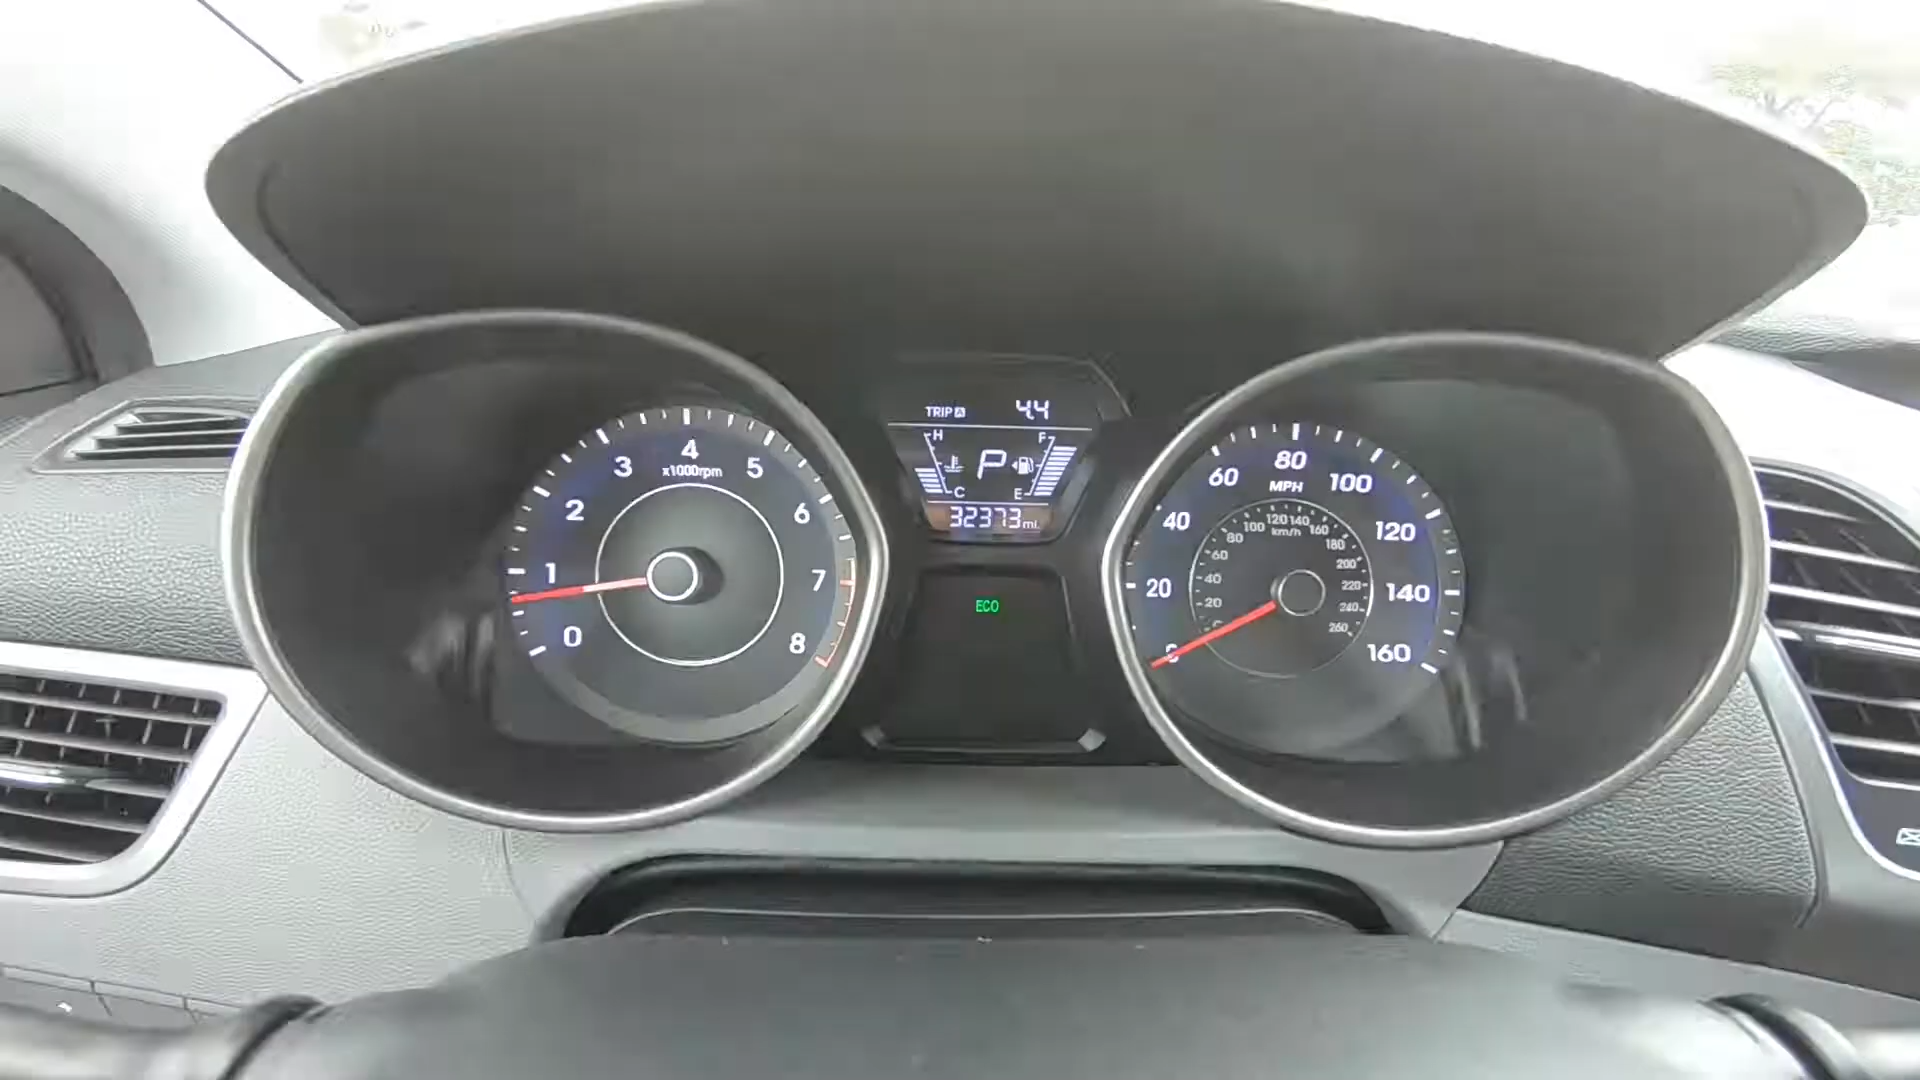 TRIP A 4.4
H F
P
C E
32373 mi.
ECO
0 1 2 3 4 5 6 7 8
x1000rpm
20 40 60 80 100 120 140 160
MPH
20 40 60 80 100 120 140 160 180 200 220 240 260
km/h